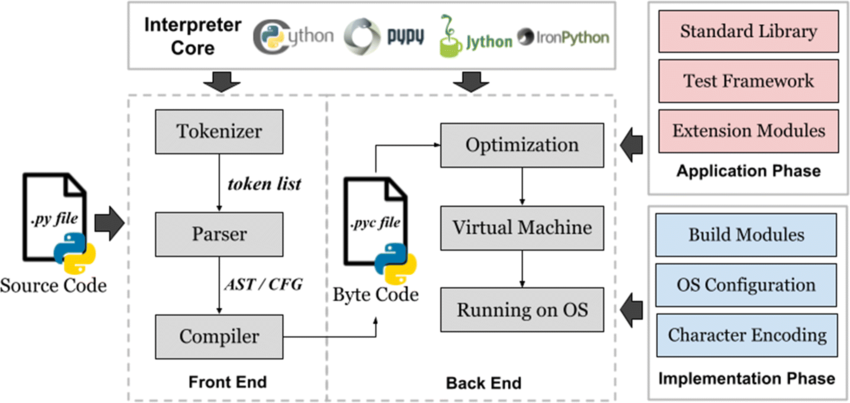 Interpreter
Core
Cython
pypy
Jython
IronPython
Standard Library
Test Framework
Extension Modules
Application Phase
Tokenizer
token list
Parser
AST / CFG
Compiler
Front End
.py file
Source Code
.pyc file
Byte Code
Optimization
Virtual Machine
Running on OS
Back End
Build Modules
OS Configuration
Character Encoding
Implementation Phase